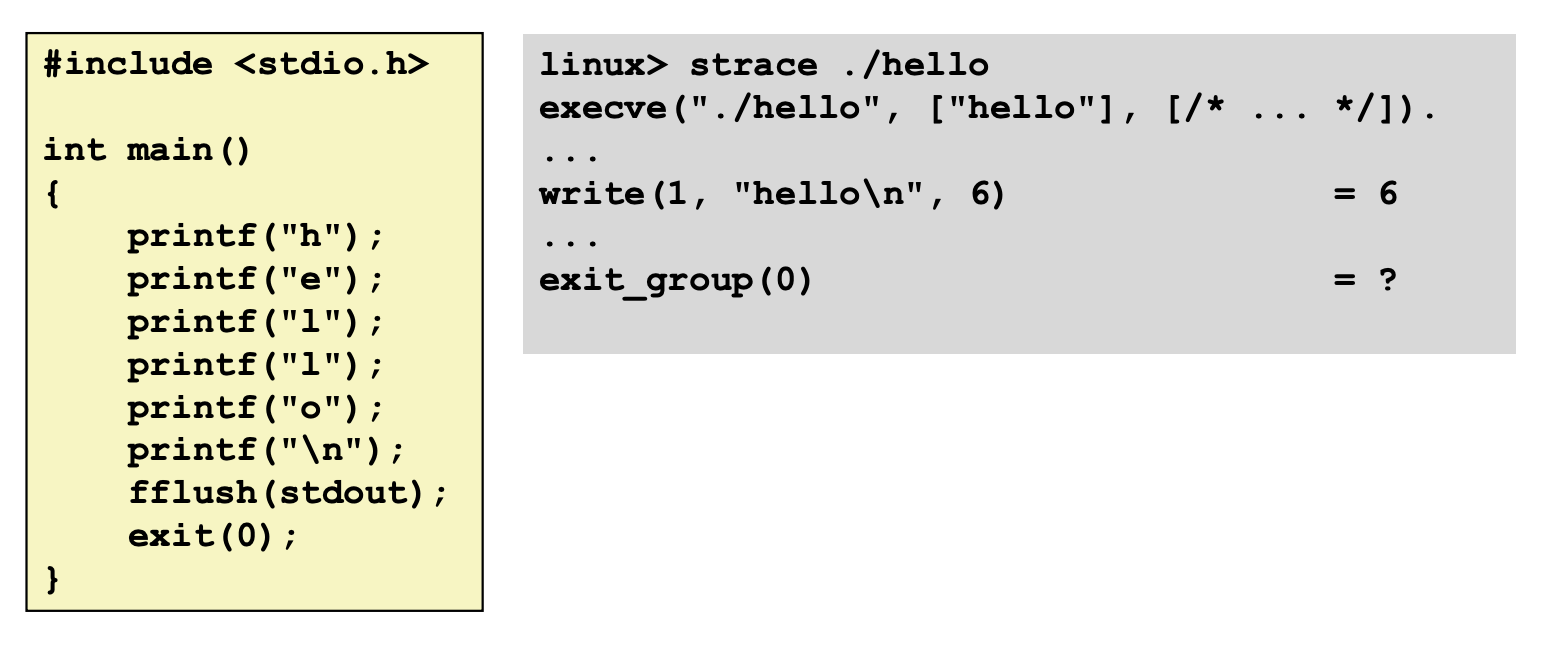 #include <stdio.h>

int main()
{
    printf("h");
    printf("e");
    printf("l");
    printf("l");
    printf("o");
    printf("\n");
    fflush(stdout);
    exit(0);
}
linux> strace ./hello
execve("./hello", ["hello"], [/* ... */]).
...
write(1, "hello\n", 6)               = 6
...
exit_group(0)                        = ?